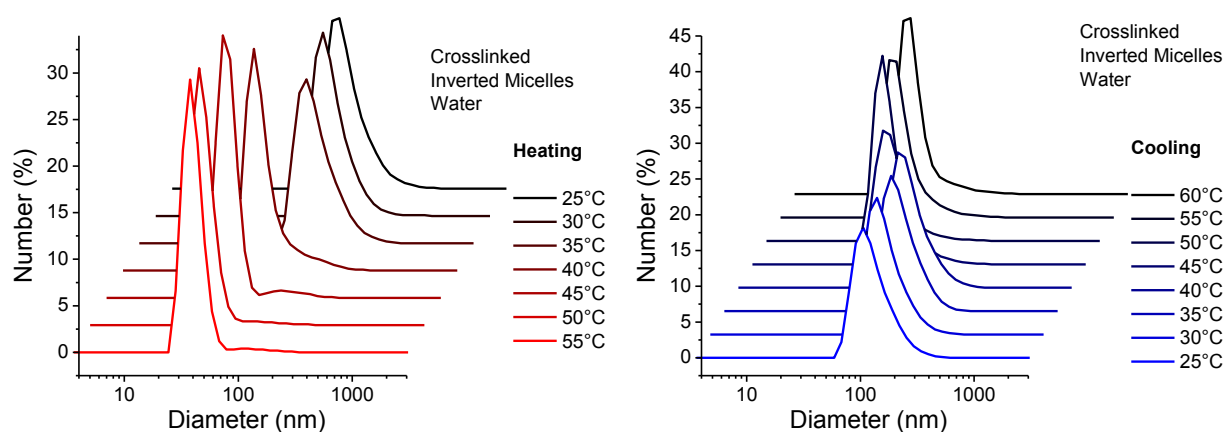 Crosslinked
Inverted Micelles
Water
Heating
25°C
30°C
35°C
40°C
45°C
50°C
55°C
Number (%)
30
25
20
15
10
5
0
10
100
1000
Diameter (nm)
Crosslinked
Inverted Micelles
Water
Cooling
60°C
55°C
50°C
45°C
40°C
35°C
30°C
25°C
Number (%)
45
40
35
30
25
20
15
10
5
0
10
100
1000
Diameter (nm)